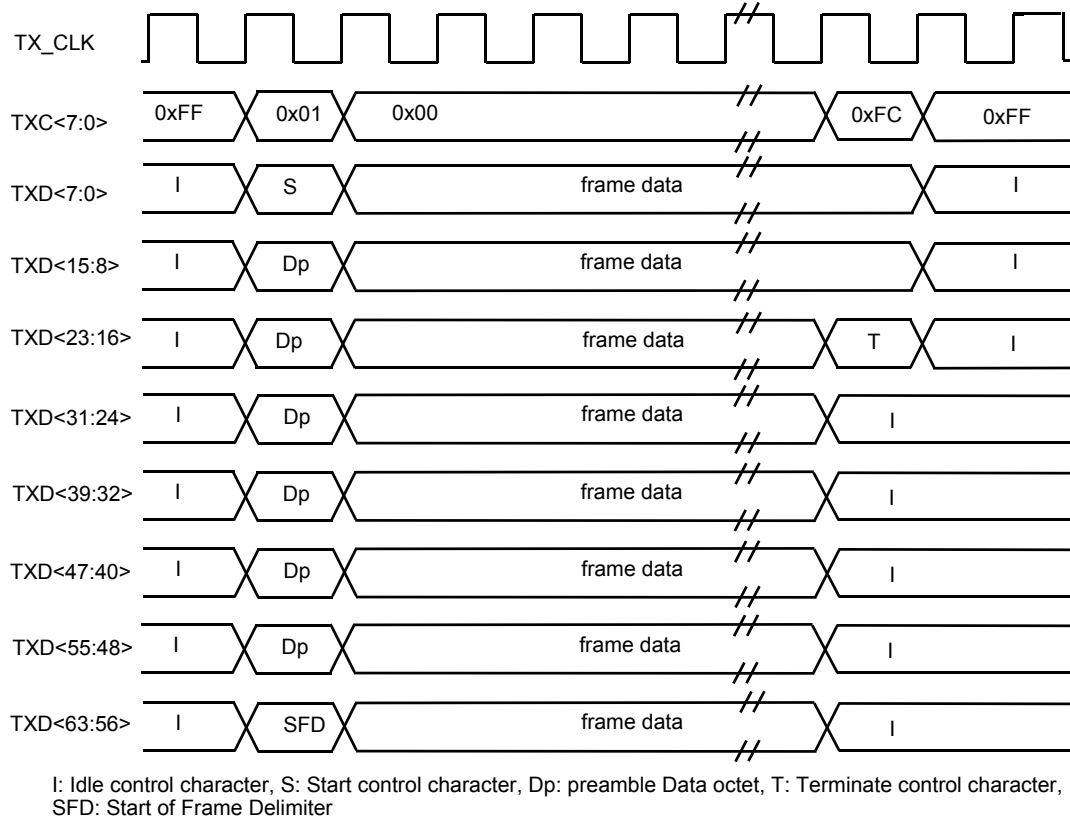 TX_CLK
TXC<7:0> 0xFF 0x01 0x00 0xFC 0xFF
TXD<7:0> I S frame data I
TXD<15:8> I Dp frame data I
TXD<23:16> I Dp frame data T I
TXD<31:24> I Dp frame data I
TXD<39:32> I Dp frame data I
TXD<47:40> I Dp frame data I
TXD<55:48> I Dp frame data I
TXD<63:56> I SFD frame data I
I: Idle control character, S: Start control character, Dp: preamble Data octet, T: Terminate control character,
SFD: Start of Frame Delimiter